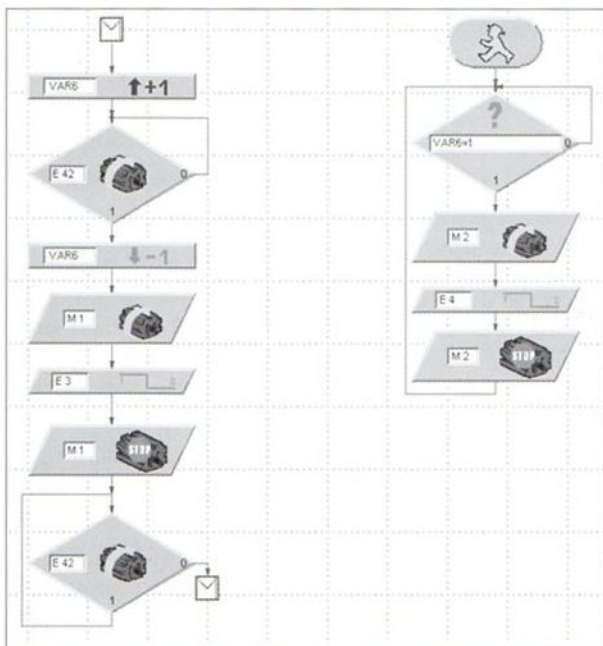 VAR6 +1
E 42
0
1
VAR6 -1
M 1
E 3
M 1 STOP
E 42
0
1
?
VAR6=1
0
1
M 2
E 4
M 2 STOP